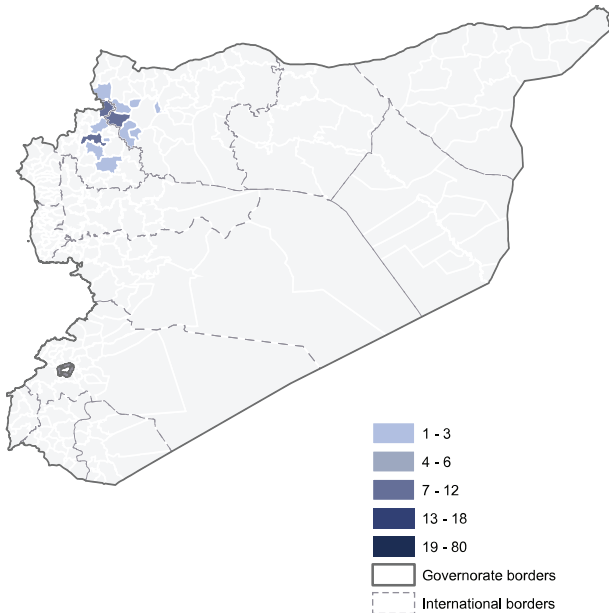 1 - 3
4 - 6
7 - 12
13 - 18
19 - 80
Governorate borders
International borders